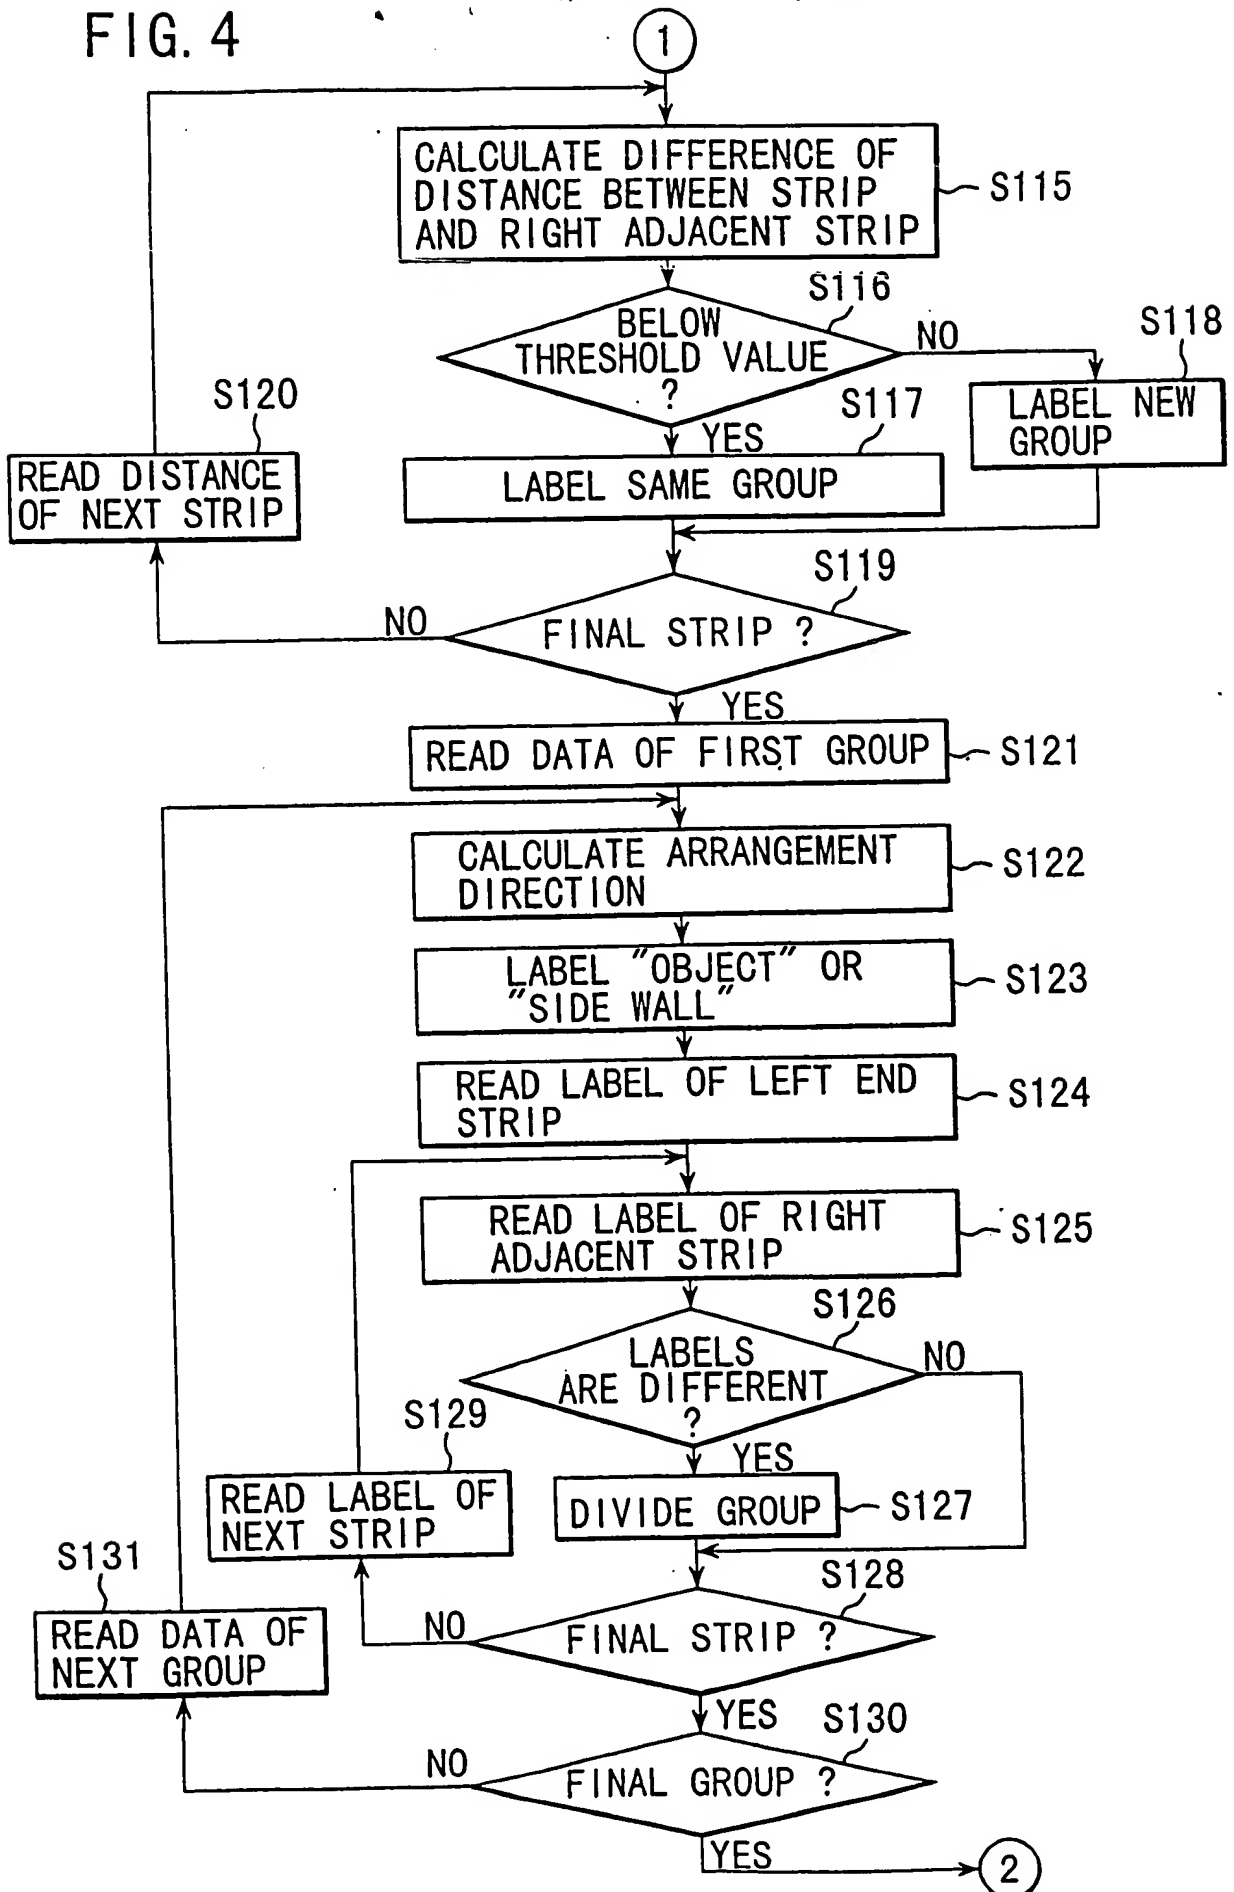 FIG. 4
1
CALCULATE DIFFERENCE OF
DISTANCE BETWEEN STRIP
AND RIGHT ADJACENT STRIP
S115
S116
BELOW
THRESHOLD VALUE
?
NO
S118
LABEL NEW
GROUP
S120
READ DISTANCE
OF NEXT STRIP
YES
S117
LABEL SAME GROUP
S119
FINAL STRIP ?
NO
YES
READ DATA OF FIRST GROUP
S121
CALCULATE ARRANGEMENT
DIRECTION
S122
LABEL "OBJECT" OR
"SIDE WALL"
S123
READ LABEL OF LEFT END
STRIP
S124
READ LABEL OF RIGHT
ADJACENT STRIP
S125
S126
LABELS
ARE DIFFERENT
?
NO
S129
READ LABEL OF
NEXT STRIP
YES
DIVIDE GROUP
S127
S131
READ DATA OF
NEXT GROUP
S128
FINAL STRIP ?
NO
YES
S130
FINAL GROUP ?
NO
YES
2